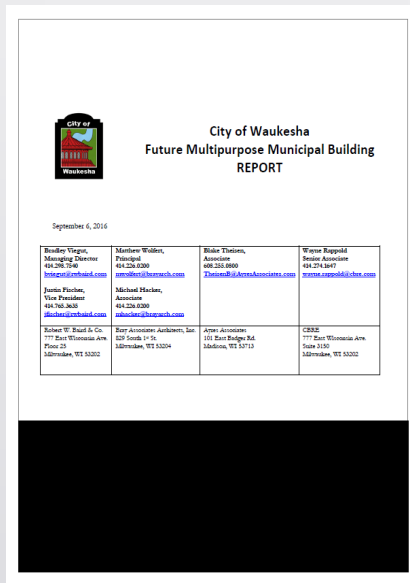 City of
Waukesha
City of Waukesha
Future Multipurpose Municipal Building
REPORT
September 6, 2016
Bradley Viegut,
Managing Director
414.298.7540
bviegut@rwbaird.com
Justin Fischer,
Vice President
414.765.3635
jfischer@rwbaird.com
Matthew Wolfert,
Principal
414.226.0200
mwolfert@brayarch.com
Michael Hacker,
Associate
414.226.0200
mhacker@brayarch.com
Blake Theisen,
Associate
608.255.0800
TheisenB@AyresAssociates.com
Wayne Rappold
Senior Associate
414.274.1647
wayne.rappold@cbre.com
Robert W. Baird & Co.
777 East Wisconsin Ave.
Floor 25
Milwaukee, WI 53202
Bray Associates Architects, Inc.
829 South 1st St.
Milwaukee, WI 53204
Ayres Associates
101 East Badger Rd.
Madison, WI 53713
CBRE
777 East Wisconsin Ave.
Suite 3150
Milwaukee, WI 53202